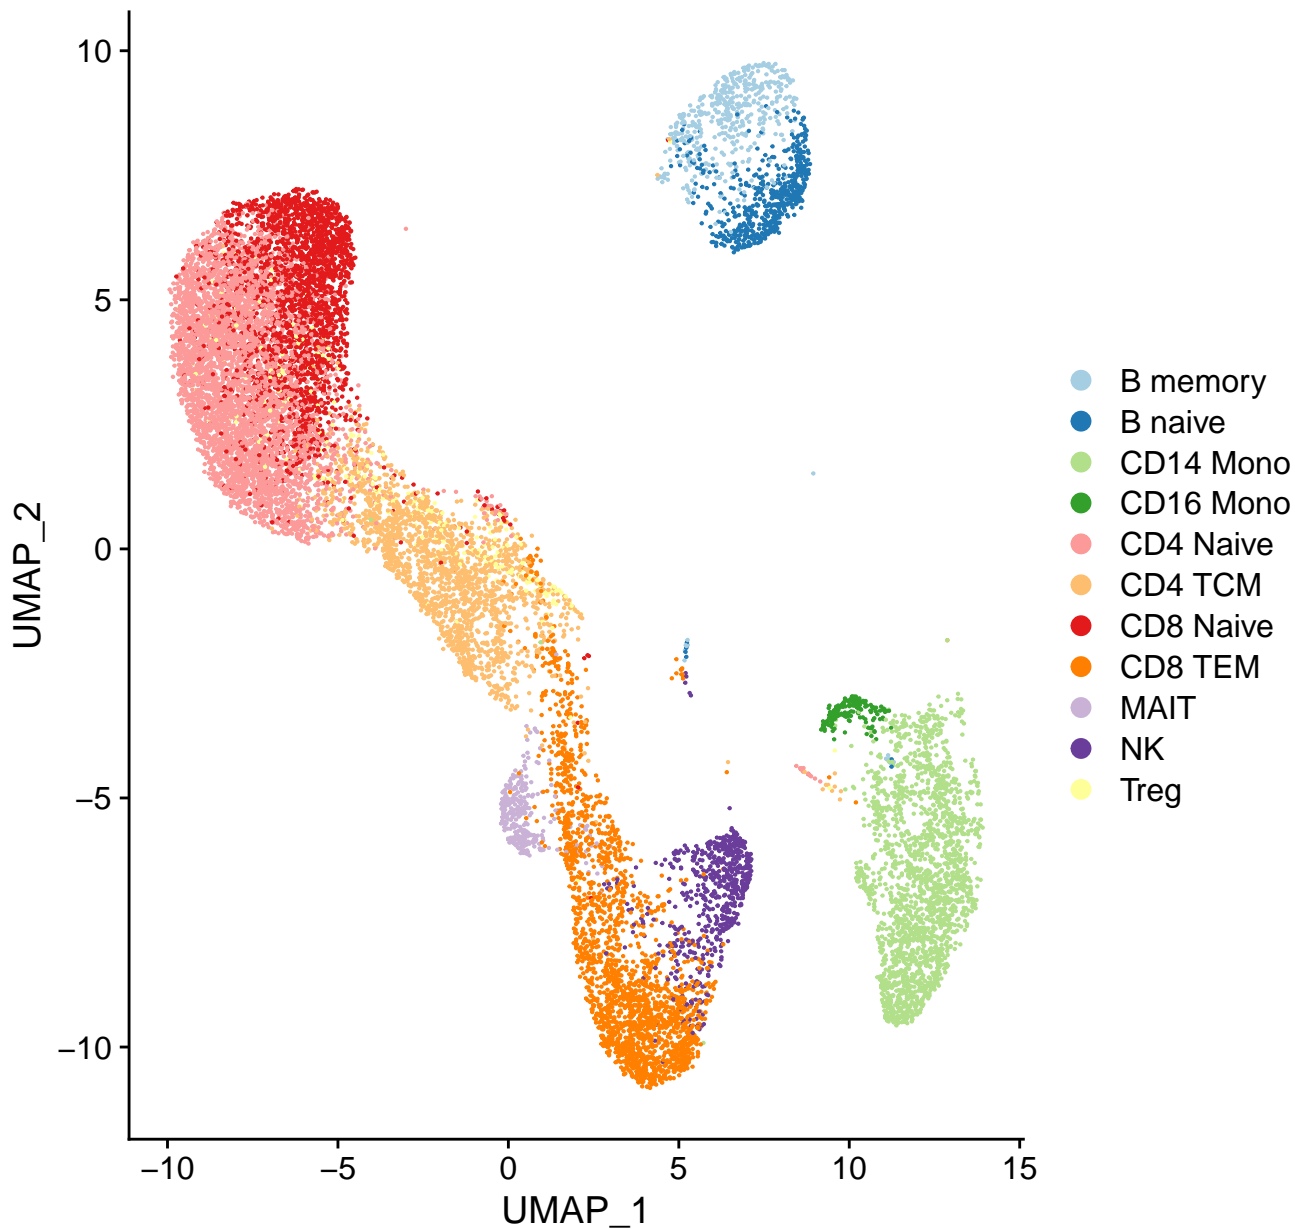 10
5
0
−5
−10
UMAP_2
−10
−5
0
5
10
15
UMAP_1
B memory
B naive
CD14 Mono
CD16 Mono
CD4 Naive
CD4 TCM
CD8 Naive
CD8 TEM
MAIT
NK
Treg